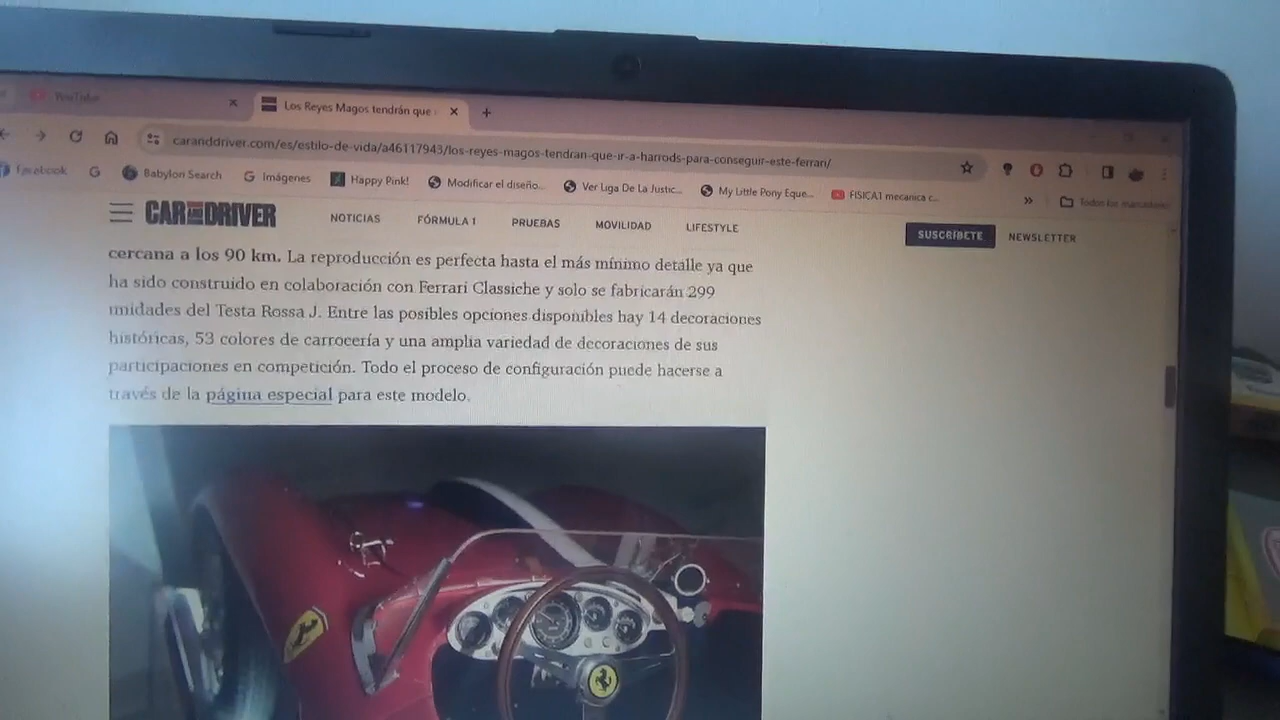 YouTube
Los Reyes Magos tendrán que
caranddriver.com/es/estilo-de-vida/a46117943/los-reyes-magos-tendran-que-ir-a-harrods-para-conseguir-este-ferrari/
Facebook G Babylon Search G Imágenes Happy Pink! Modificar el diseño... Ver Liga De La Justic... My Little Pony Eque... FISICA1 mecanica c... » Todos los marcadores
CAR AND DRIVER NOTICIAS FÓRMULA 1 PRUEBAS MOVILIDAD LIFESTYLE SUSCRÍBETE NEWSLETTER
cercana a los 90 km. La reproducción es perfecta hasta el más mínimo detalle ya que
ha sido construido en colaboración con Ferrari Classiche y solo se fabricarán 299
unidades del Testa Rossa J. Entre las posibles opciones disponibles hay 14 decoraciones
históricas, 53 colores de carrocería y una amplia variedad de decoraciones de sus
participaciones en competición. Todo el proceso de configuración puede hacerse a
través de la página especial para este modelo.